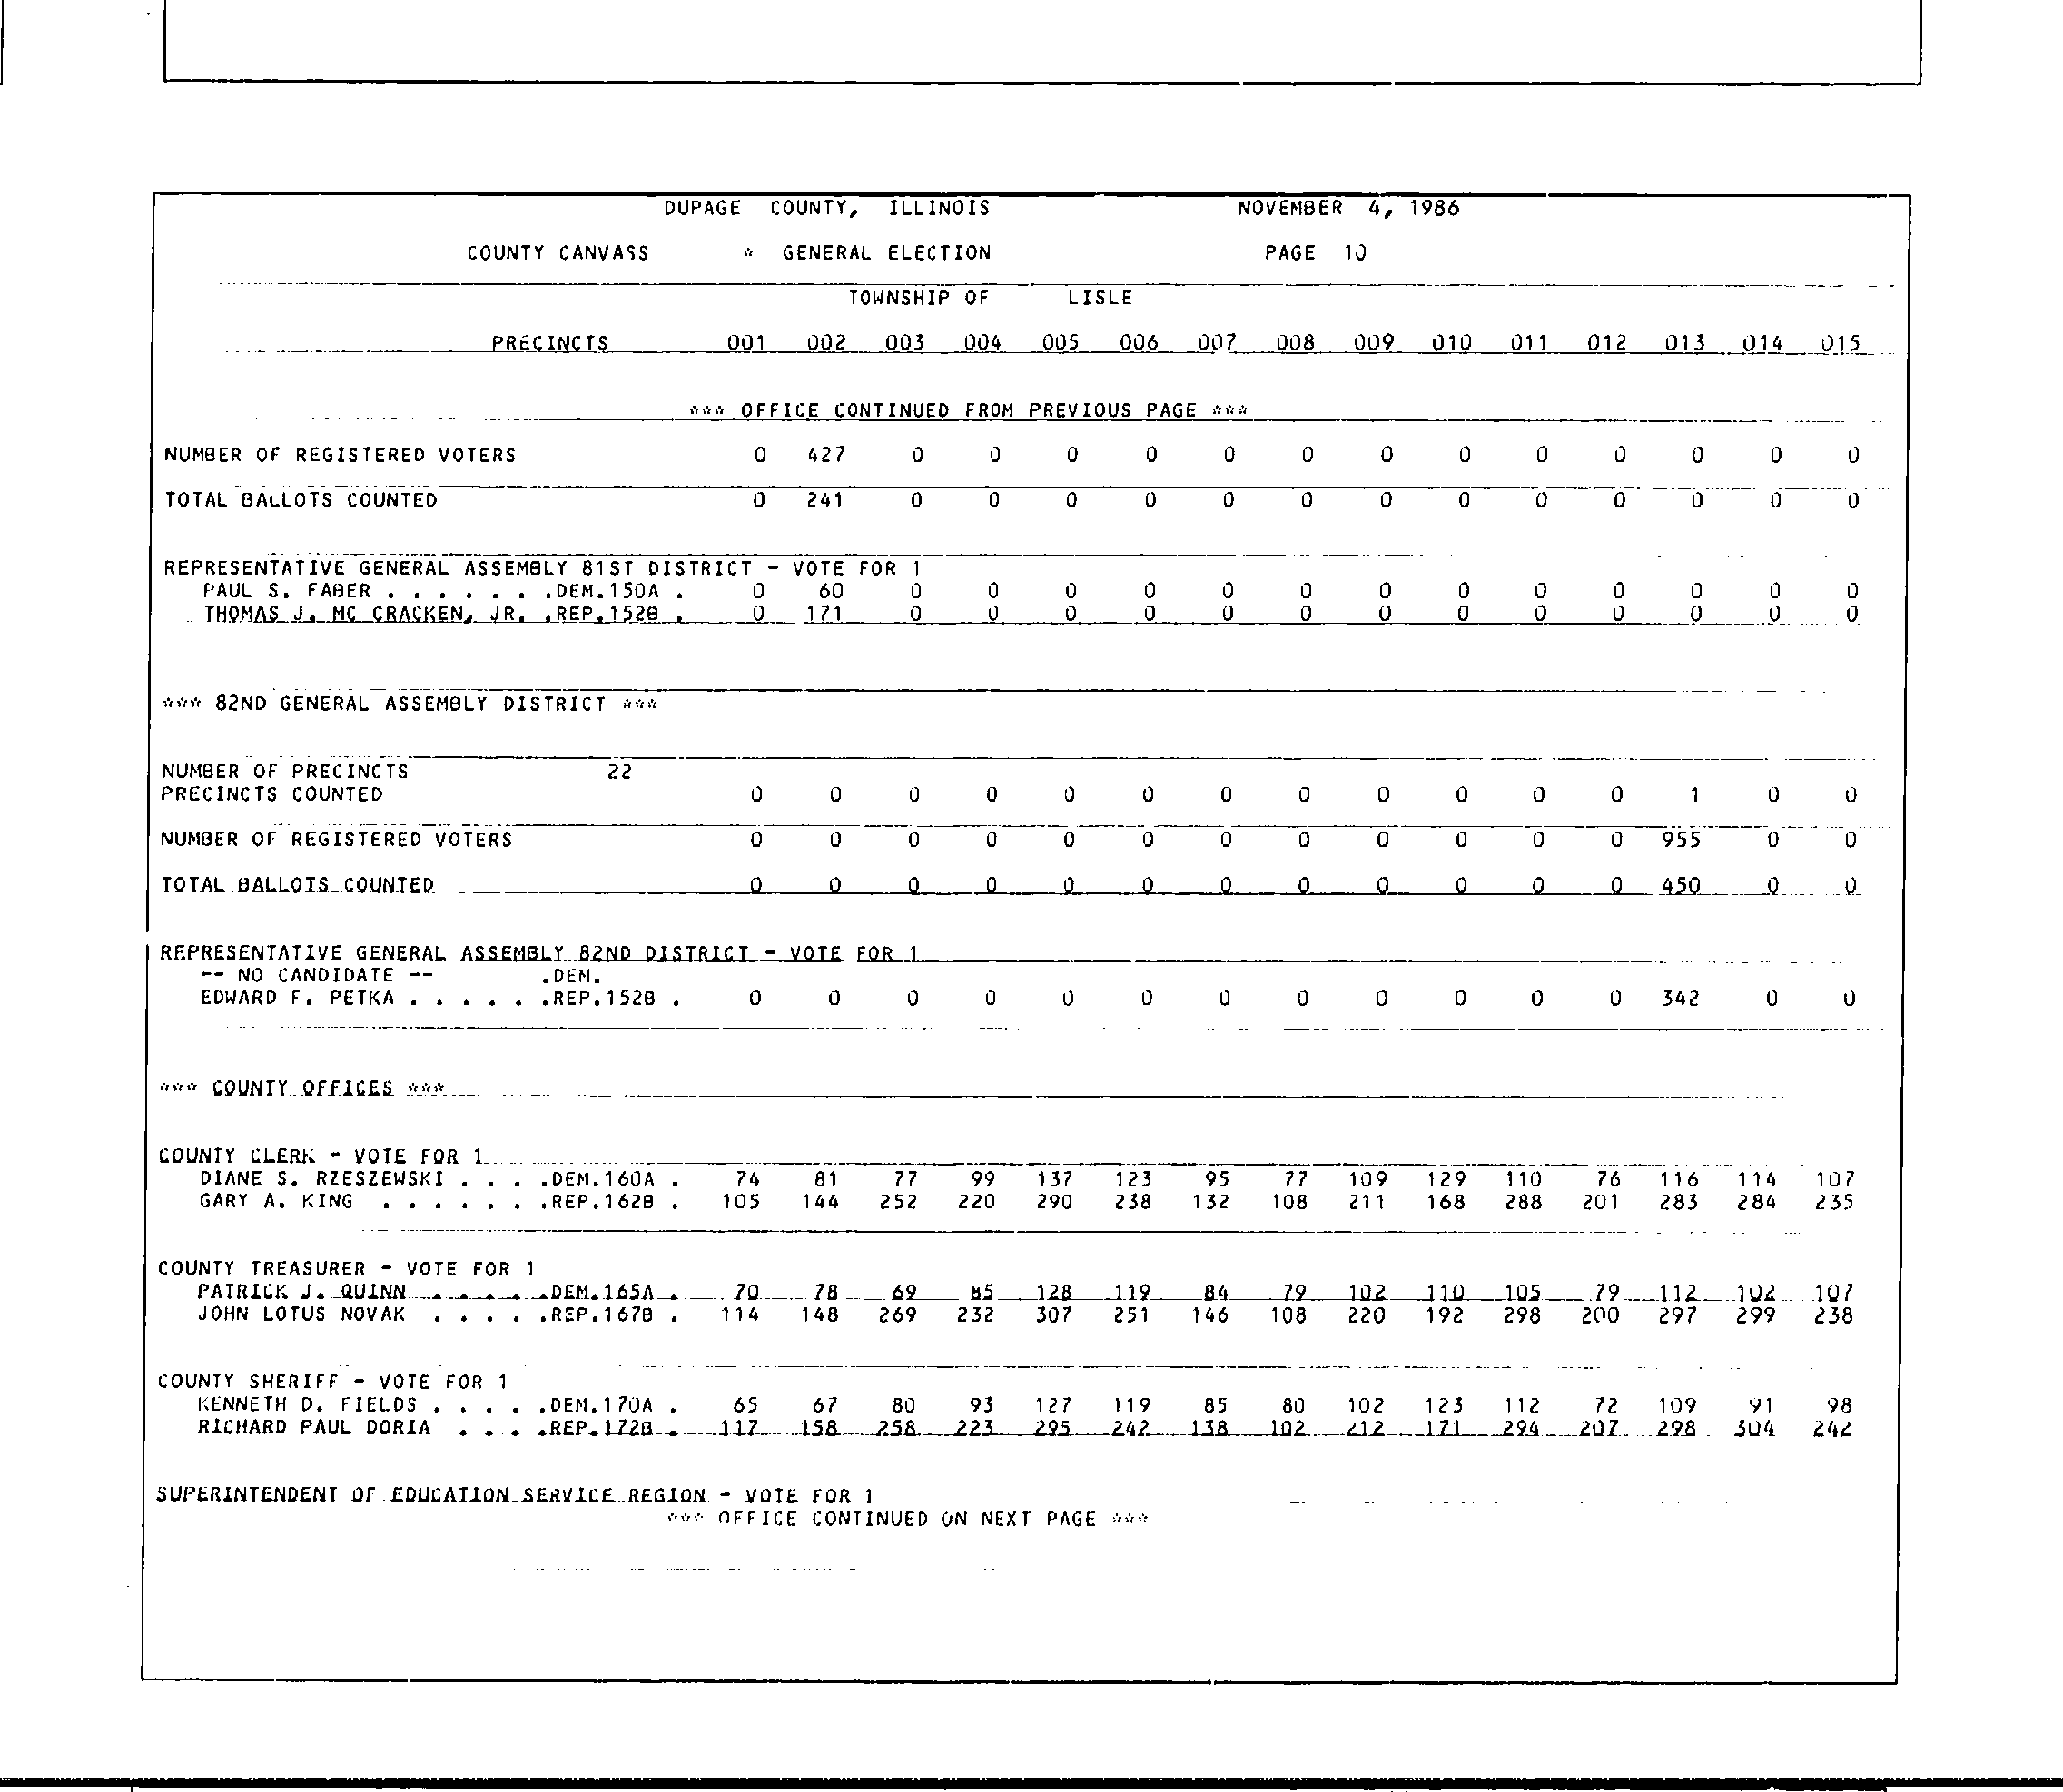 DUPAGE COUNTY, ILLINOIS NOVEMBER 4, 1986
COUNTY CANVASS * GENERAL ELECTION PAGE 10
TOWNSHIP OF LISLE
PRECINCTS 001 002 003 004 005 006 007 008 009 010 011 012 013 014 015
*** OFFICE CONTINUED FROM PREVIOUS PAGE ***
NUMBER OF REGISTERED VOTERS 0 427 0 0 0 0 0 0 0 0 0 0 0 0 0
TOTAL BALLOTS COUNTED 0 241 0 0 0 0 0 0 0 0 0 0 0 0 0
REPRESENTATIVE GENERAL ASSEMBLY 81ST DISTRICT - VOTE FOR 1
PAUL S. FABER . . . . . . .DEM.150A . 0 60 0 0 0 0 0 0 0 0 0 0 0 0 0
THOMAS J. MC CRACKEN, JR. .REP.152B . 0 171 0 0 0 0 0 0 0 0 0 0 0 0 0
*** 82ND GENERAL ASSEMBLY DISTRICT ***
NUMBER OF PRECINCTS 22
PRECINCTS COUNTED 0 0 0 0 0 0 0 0 0 0 0 0 1 0 0
NUMBER OF REGISTERED VOTERS 0 0 0 0 0 0 0 0 0 0 0 0 955 0 0
TOTAL BALLOTS COUNTED 0 0 0 0 0 0 0 0 0 0 0 0 450 0 0
REPRESENTATIVE GENERAL ASSEMBLY 82ND DISTRICT - VOTE FOR 1
-- NO CANDIDATE -- .DEM.
EDWARD F. PETKA . . . . . .REP.152B . 0 0 0 0 0 0 0 0 0 0 0 0 342 0 0
*** COUNTY OFFICES ***
COUNTY CLERK - VOTE FOR 1
DIANE S. RZESZEWSKI . . . .DEM.160A . 74 81 77 99 137 123 95 77 109 129 110 76 116 114 107
GARY A. KING . . . . . . .REP.162B . 105 144 252 220 290 238 132 108 211 168 288 201 283 284 235
COUNTY TREASURER - VOTE FOR 1
PATRICK J. QUINN . . . . .DEM.165A . 70 78 69 85 128 119 84 79 102 110 105 79 112 102 107
JOHN LOTUS NOVAK . . . . .REP.167B . 114 148 269 232 307 251 146 108 220 192 298 200 297 299 238
COUNTY SHERIFF - VOTE FOR 1
KENNETH D. FIELDS . . . . .DEM.170A . 65 67 80 93 127 119 85 80 102 123 112 72 109 91 98
RICHARD PAUL DORIA . . . .REP.172B . 117 158 258 223 295 242 138 102 212 171 294 207 298 304 242
SUPERINTENDENT OF EDUCATION SERVICE REGION - VOTE FOR 1
*** OFFICE CONTINUED ON NEXT PAGE ***